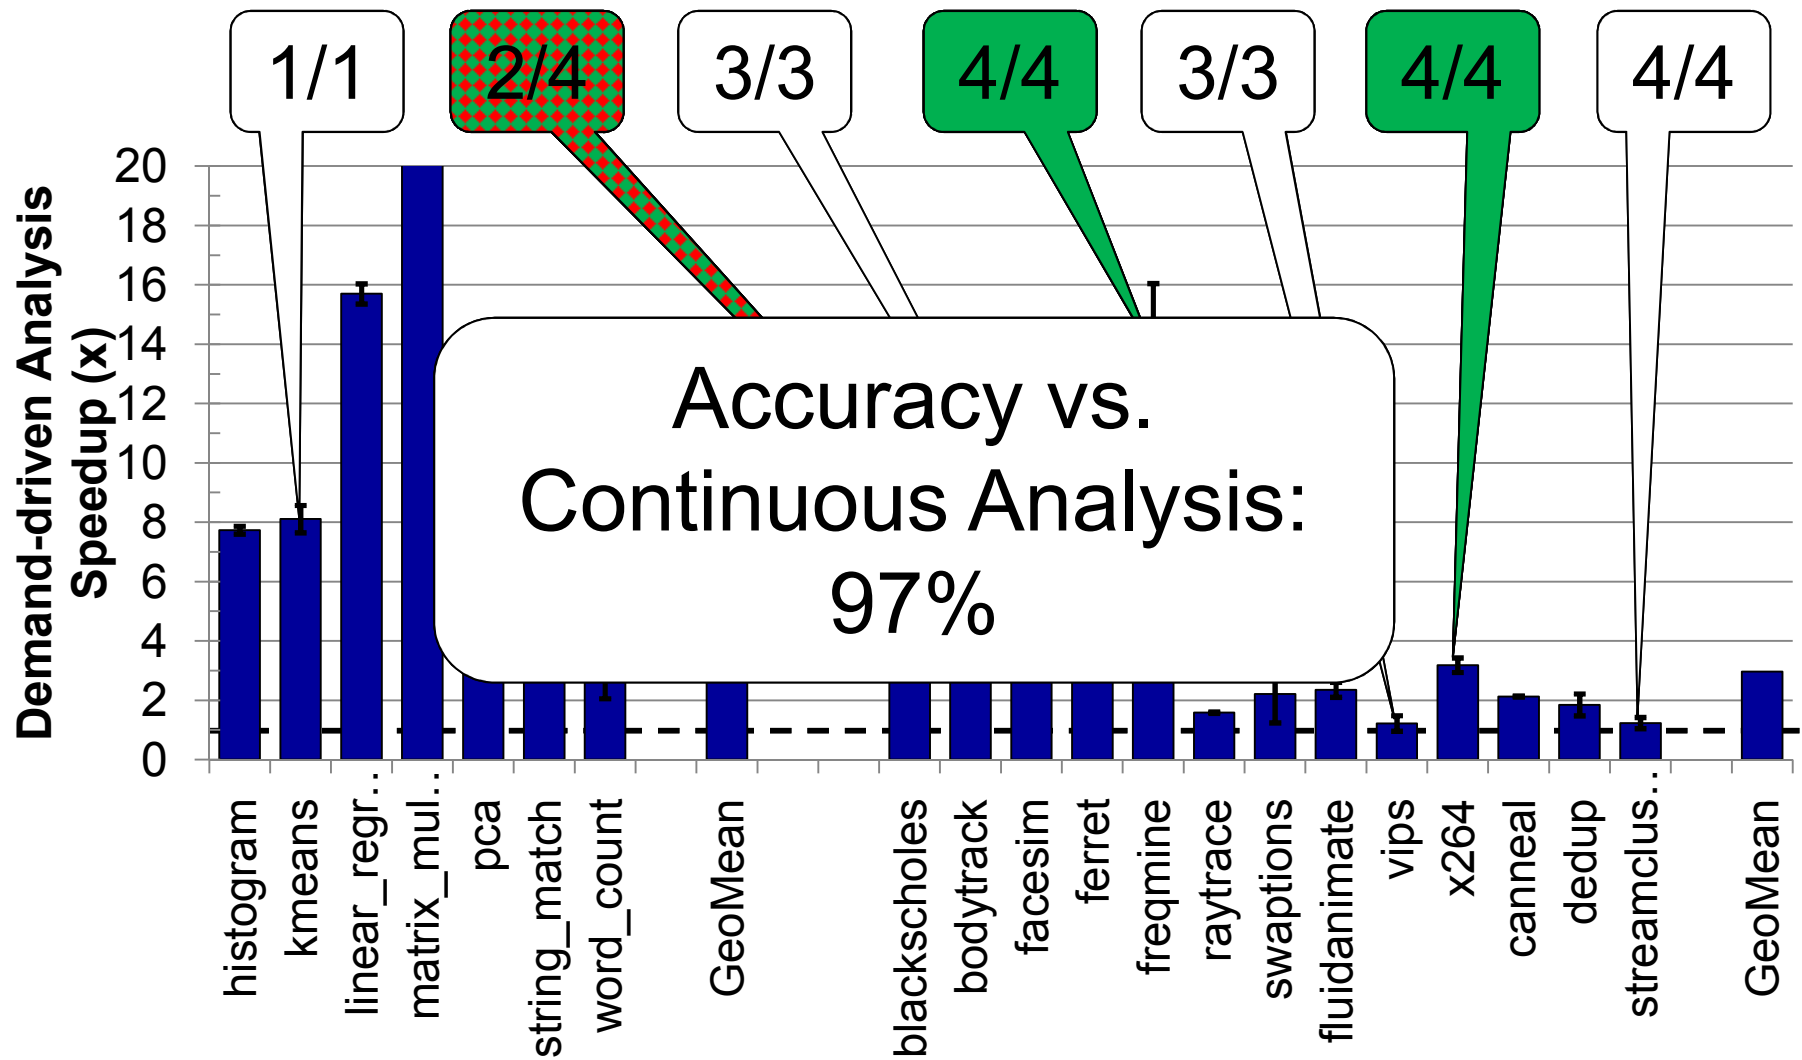 1/1
2/4
3/3
4/4
3/3
4/4
4/4
Demand-driven Analysis
Speedup (x)
20
18
16
14
12
10
8
6
4
2
0
Accuracy vs.
Continuous Analysis:
97%
histogram
kmeans
linear_regr…
matrix_mul…
pca
string_match
word_count
GeoMean
blackscholes
bodytrack
facesim
ferret
freqmine
raytrace
swaptions
fluidanimate
vips
x264
canneal
dedup
streamclus…
GeoMean